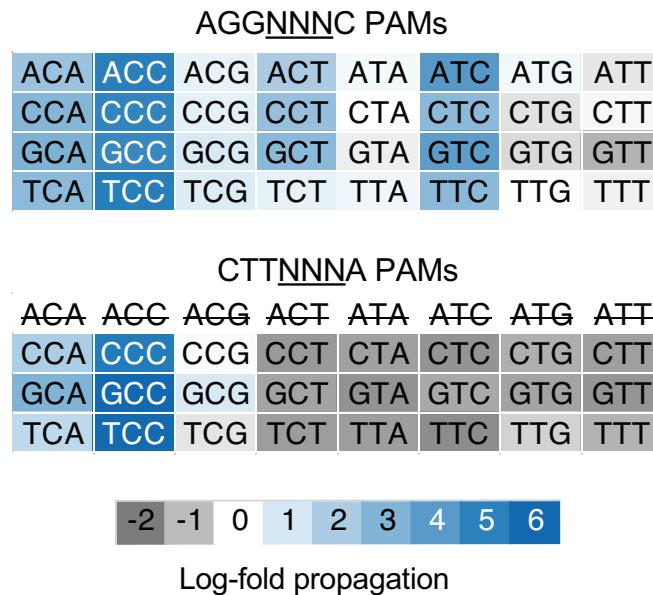 AGGNNNC PAMs
ACA ACC ACG ACT ATA ATC ATG ATT
CCA CCC CCG CCT CTA CTC CTG CTT
GCA GCC GCG GCT GTA GTC GTG GTT
TCA TCC TCG TCT TTA TTC TTG TTT
CTTNNNA PAMs
ACA ACC ACG ACT ATA ATC ATG ATT
CCA CCC CCG CCT CTA CTC CTG CTT
GCA GCC GCG GCT GTA GTC GTG GTT
TCA TCC TCG TCT TTA TTC TTG TTT
-2 -1 0 1 2 3 4 5 6
Log-fold propagation